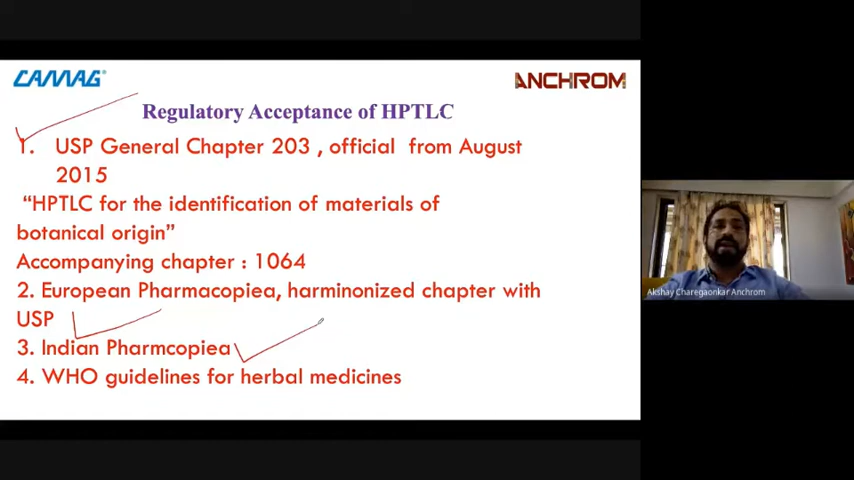 CAMAG®
ANCHROM
Regulatory Acceptance of HPTLC
1. USP General Chapter 203 , official from August
2015
“HPTLC for the identification of materials of
botanical origin”
Accompanying chapter : 1064
2. European Pharmacopiea, harminonized chapter with
USP
3. Indian Pharmcopiea
4. WHO guidelines for herbal medicines
Akshay Charegaonkar Anchrom